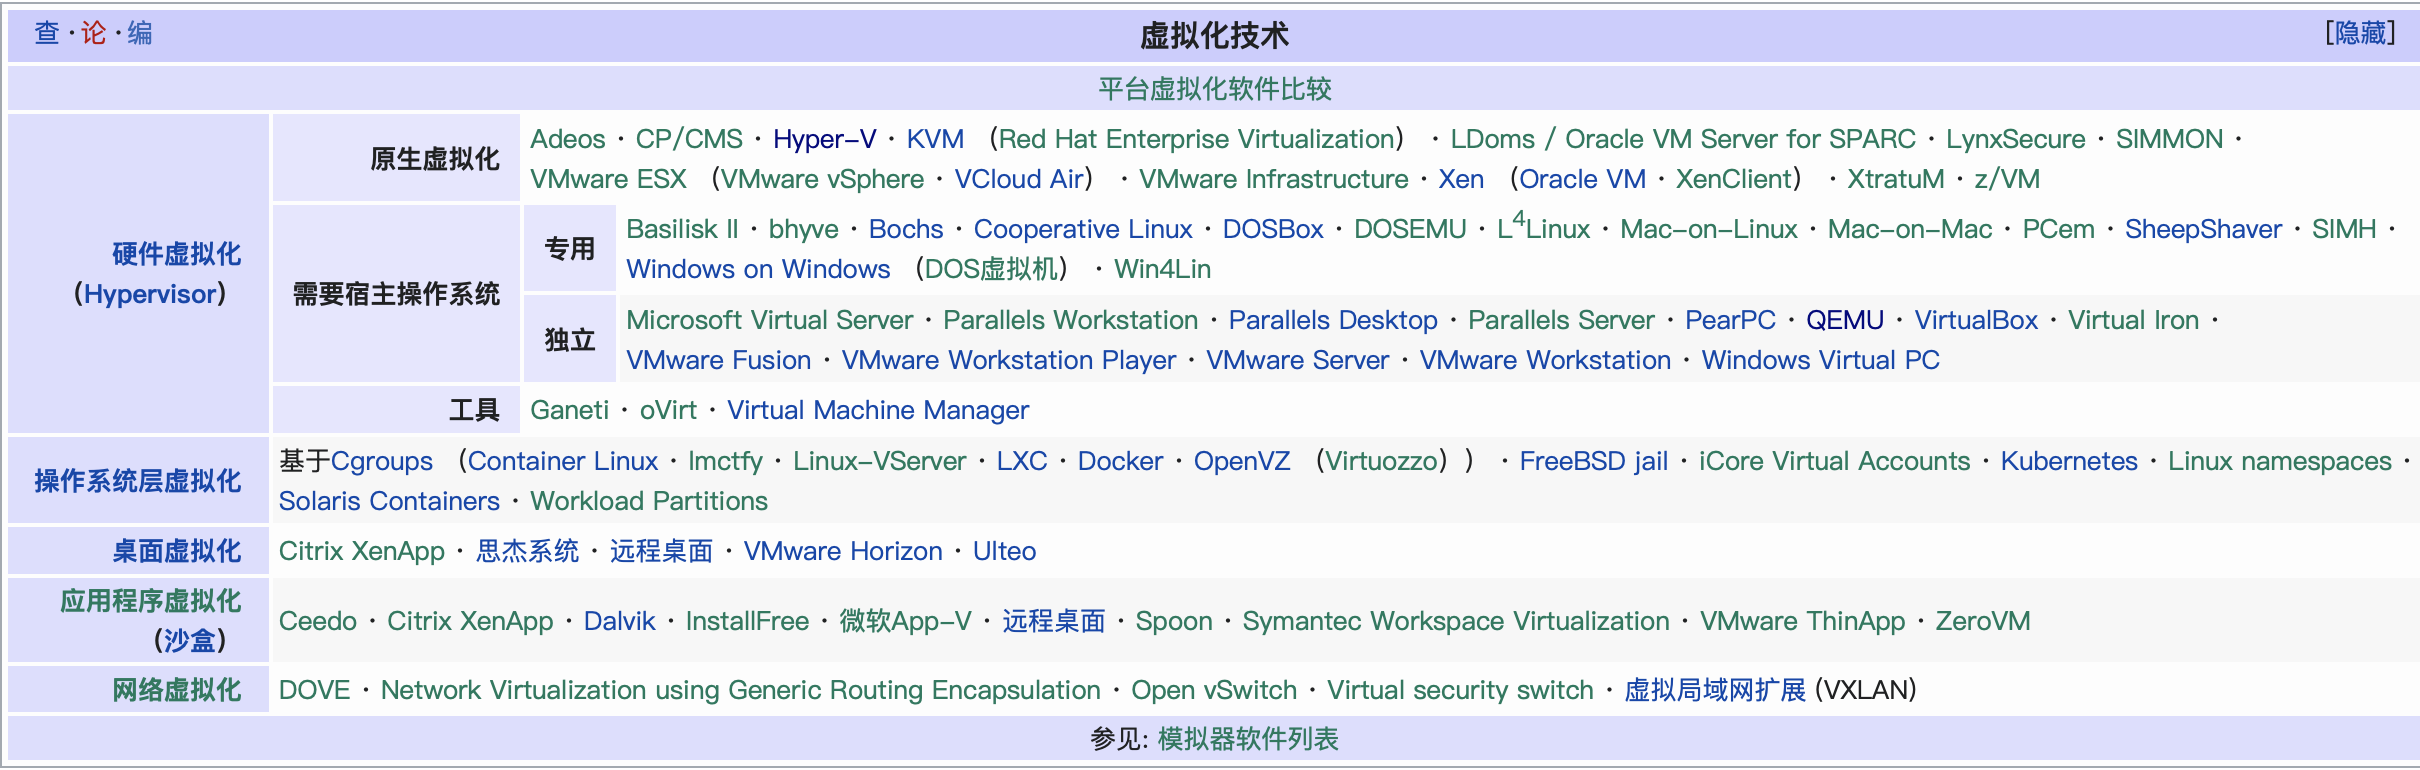 查 · 论 · 编
虚拟化技术
[隐藏]
平台虚拟化软件比较
硬件虚拟化
（Hypervisor）
原生虚拟化
Adeos · CP/CMS · Hyper-V · KVM （Red Hat Enterprise Virtualization） · LDoms / Oracle VM Server for SPARC · LynxSecure · SIMMON ·
VMware ESX （VMware vSphere · VCloud Air） · VMware Infrastructure · Xen （Oracle VM · XenClient） · XtratuM · z/VM
需要宿主操作系统
专用
Basilisk II · bhyve · Bochs · Cooperative Linux · DOSBox · DOSEMU · L⁴Linux · Mac-on-Linux · Mac-on-Mac · PCem · SheepShaver · SIMH ·
Windows on Windows （DOS虚拟机） · Win4Lin
独立
Microsoft Virtual Server · Parallels Workstation · Parallels Desktop · Parallels Server · PearPC · QEMU · VirtualBox · Virtual Iron ·
VMware Fusion · VMware Workstation Player · VMware Server · VMware Workstation · Windows Virtual PC
工具
Ganeti · oVirt · Virtual Machine Manager
操作系统层虚拟化
基于Cgroups （Container Linux · lmctfy · Linux-VServer · LXC · Docker · OpenVZ （Virtuozzo）） · FreeBSD jail · iCore Virtual Accounts · Kubernetes · Linux namespaces ·
Solaris Containers · Workload Partitions
桌面虚拟化
Citrix XenApp · 思杰系统 · 远程桌面 · VMware Horizon · Ulteo
应用程序虚拟化
（沙盒）
Ceedo · Citrix XenApp · Dalvik · InstallFree · 微软App-V · 远程桌面 · Spoon · Symantec Workspace Virtualization · VMware ThinApp · ZeroVM
网络虚拟化
DOVE · Network Virtualization using Generic Routing Encapsulation · Open vSwitch · Virtual security switch · 虚拟局域网扩展 (VXLAN)
参见: 模拟器软件列表